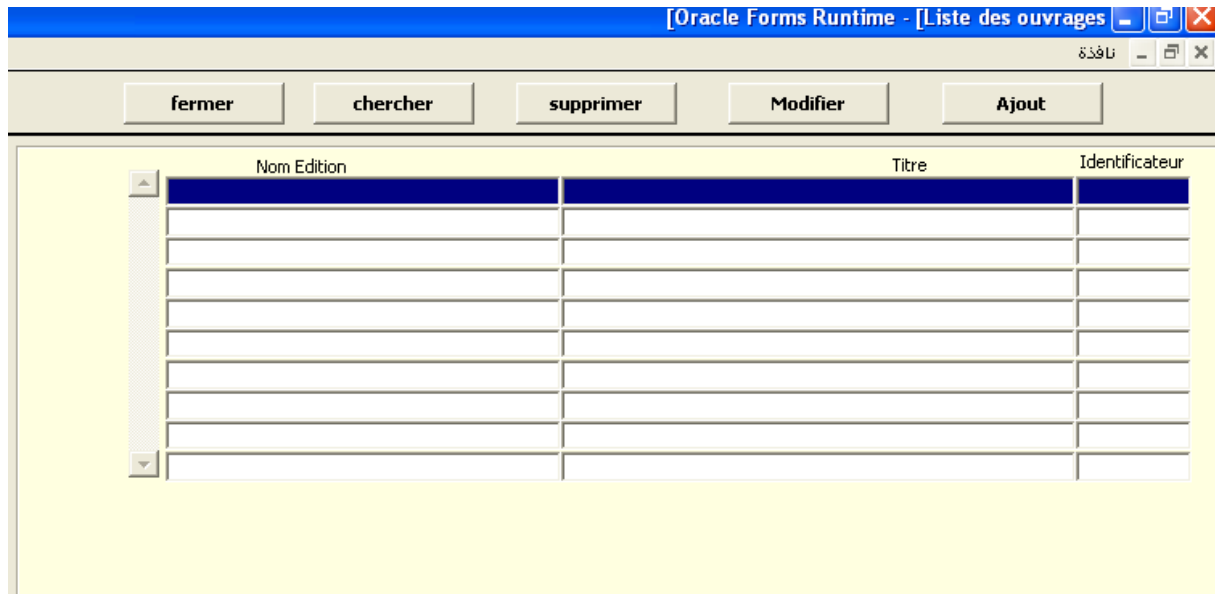 [Oracle Forms Runtime - [Liste des ouvrages
نافذة
fermer chercher supprimer Modifier Ajout
Nom Edition Titre Identificateur